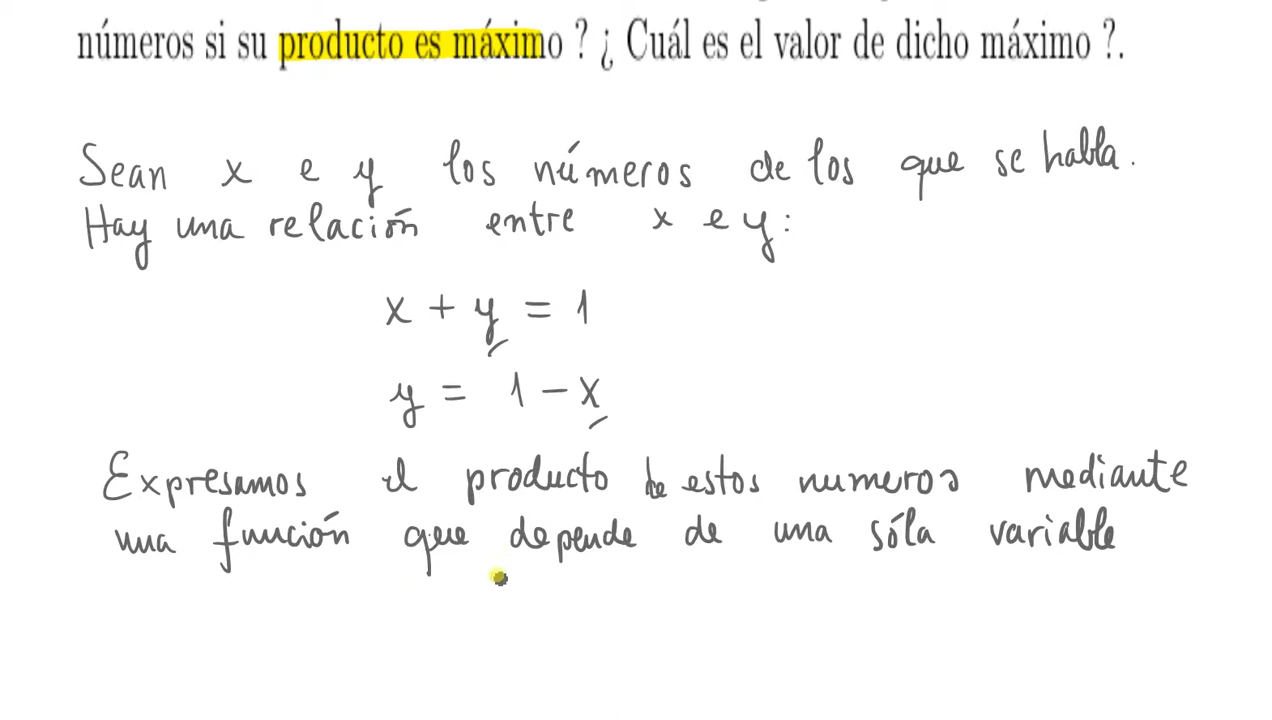 números si su producto es máximo ? ¿ Cuál es el valor de dicho máximo ?.
Sean x e y los números de los que se habla.
Hay una relación entre x e y:
x + y = 1
y = 1 - x
Expresamos el producto de estos numeros mediante
una función que depende de una sóla variable